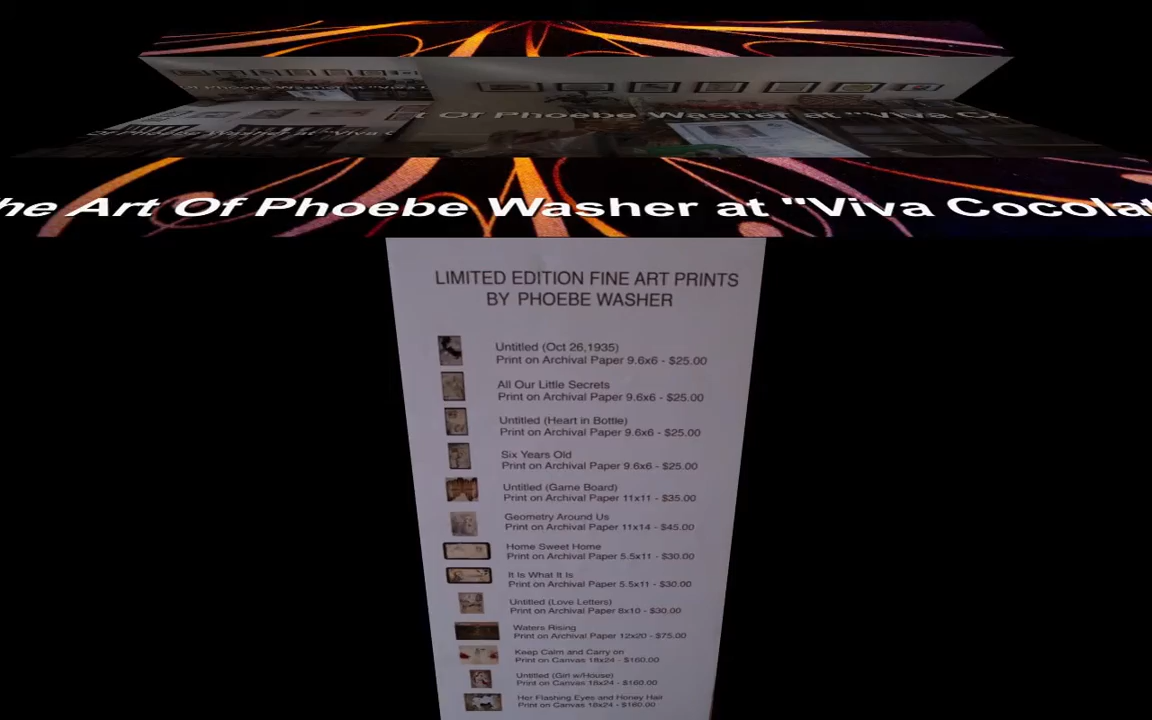 he Art Of Phoebe Washer at "Viva Cocolat
LIMITED EDITION FINE ART PRINTS
BY PHOEBE WASHER
Untitled (Oct 26,1935)
Print on Archival Paper 9.6x6 - $25.00
All Our Little Secrets
Print on Archival Paper 9.6x6 - $25.00
Untitled (Heart in Bottle)
Print on Archival Paper 9.6x6 - $25.00
Six Years Old
Print on Archival Paper 9.6x6 - $25.00
Untitled (Game Board)
Print on Archival Paper 11x11 - $35.00
Geometry Around Us
Print on Archival Paper 11x14 - $45.00
Home Sweet Home
Print on Archival Paper 5.5x11 - $30.00
It Is What It Is
Print on Archival Paper 5.5x11 - $30.00
Untitled (Love Letters)
Print on Archival Paper 8x10 - $30.00
Waters Rising
Print on Archival Paper 12x20 - $75.00
Keep Calm and Carry on
Print on Canvas 18x24 - $160.00
Untitled (Girl w/House)
Print on Canvas 18x24 - $160.00
Her Flashing Eyes and Honey Hair
Print on Canvas 18x24 - $160.00